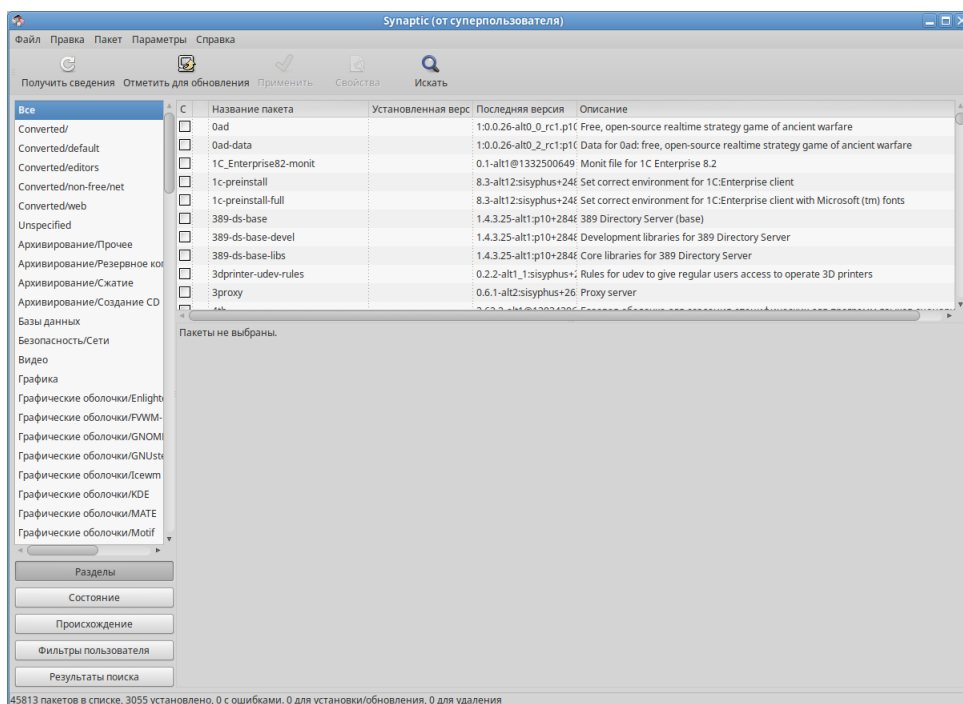 Synaptic (от суперпользователя)
Файл Правка Пакет Параметры Справка
Получить сведения Отметить для обновления Применить Свойства Искать
Все
Converted/
Converted/default
Converted/editors
Converted/non-free/net
Converted/web
Unspecified
Архивирование/Прочее
Архивирование/Резервное ко
Архивирование/Сжатие
Архивирование/Создание CD
Базы данных
Безопасность/Сети
Видео
Графика
Графические оболочки/Enlight
Графические оболочки/FVWM-
Графические оболочки/GNOM
Графические оболочки/GNUst
Графические оболочки/Icewm
Графические оболочки/KDE
Графические оболочки/MATE
Графические оболочки/Motif
Разделы
Состояние
Происхождение
Фильтры пользователя
Результаты поиска
С Название пакета Установленная верс Последняя версия Описание
0ad 1:0.0.26-alt0_0_rc1.p10 Free, open-source realtime strategy game of ancient warfare
0ad-data 1:0.0.26-alt0_2_rc1:p10 Data for 0ad: free, open-source realtime strategy game of ancient warfare
1C_Enterprise82-monit 0.1-alt1@1332500649 Monit file for 1C Enterprise 8.2
1c-preinstall 8.3-alt12:sisyphus+248 Set correct environment for 1C:Enterprise client
1c-preinstall-full 8.3-alt12:sisyphus+248 Set correct environment for 1C:Enterprise client with Microsoft (tm) fonts
389-ds-base 1.4.3.25-alt1:p10+2848 389 Directory Server (base)
389-ds-base-devel 1.4.3.25-alt1:p10+2848 Development libraries for 389 Directory Server
389-ds-base-libs 1.4.3.25-alt1:p10+2848 Core libraries for 389 Directory Server
3dprinter-udev-rules 0.2.2-alt1_1:sisyphus+2 Rules for udev to give regular users access to operate 3D printers
3proxy 0.6.1-alt2:sisyphus+26 Proxy server
Пакеты не выбраны.
45813 пакетов в списке, 3055 установлено, 0 с ошибками. 0 для установки/обновления, 0 для удаления